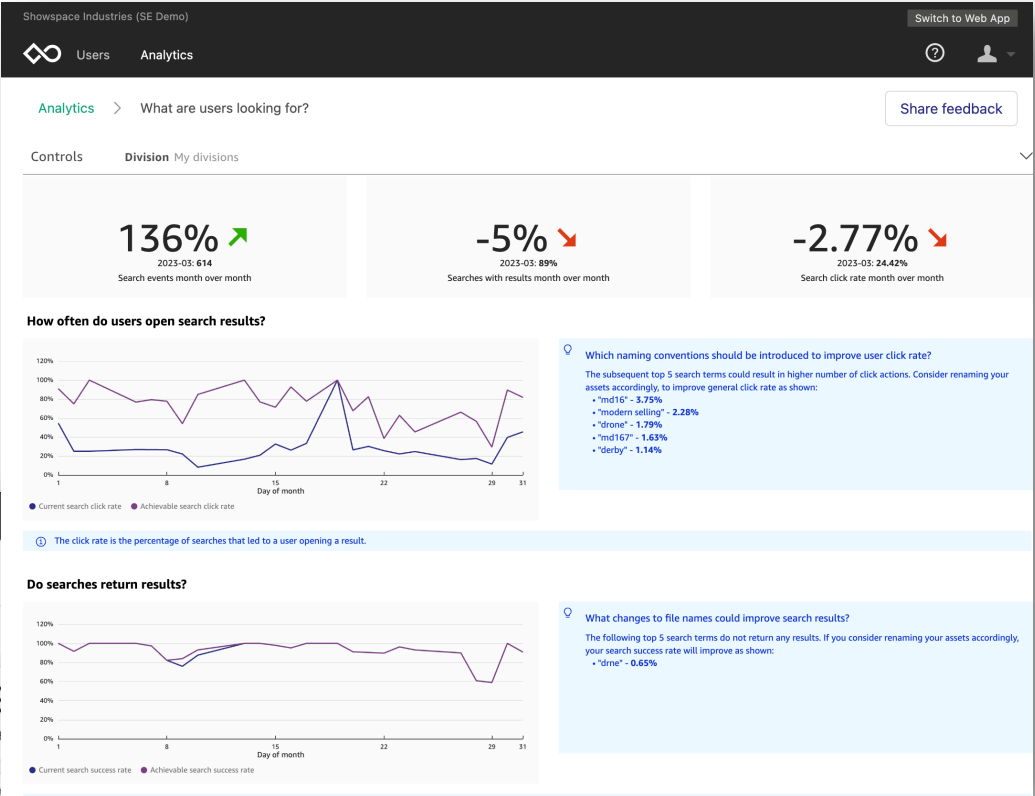 Showspace Industries (SE Demo)
Switch to Web App
Users
Analytics
Analytics
What are users looking for?
Share feedback
Controls
Division My divisions
136%
2023-03: 614
Search events month over month
-5%
2023-03: 89%
Searches with results month over month
-2.77%
2023-03: 24.42%
Search click rate month over month
How often do users open search results?
120%
100%
80%
60%
40%
20%
0%
1 8 15 22 29 31
Day of month
Current search click rate Achievable search click rate
Which naming conventions should be introduced to improve user click rate?
The subsequent top 5 search terms could result in higher number of click actions. Consider renaming your
assets accordingly, to improve general click rate as shown:
• "md16" - 3.75%
• "modern selling" - 2.28%
• "drone" - 1.79%
• "md167" - 1.63%
• "derby" - 1.14%
The click rate is the percentage of searches that led to a user opening a result.
Do searches return results?
120%
100%
80%
60%
40%
20%
0%
1 8 15 22 29 31
Day of month
Current search success rate Achievable search success rate
What changes to file names could improve search results?
The following top 5 search terms do not return any results. If you consider renaming your assets accordingly,
your search success rate will improve as shown:
• "drne" - 0.65%